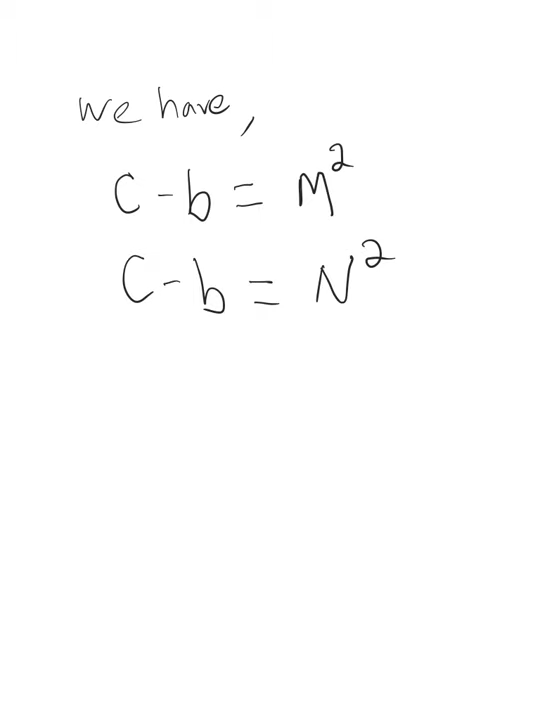 we have,
C - b = M²
C - b = N²